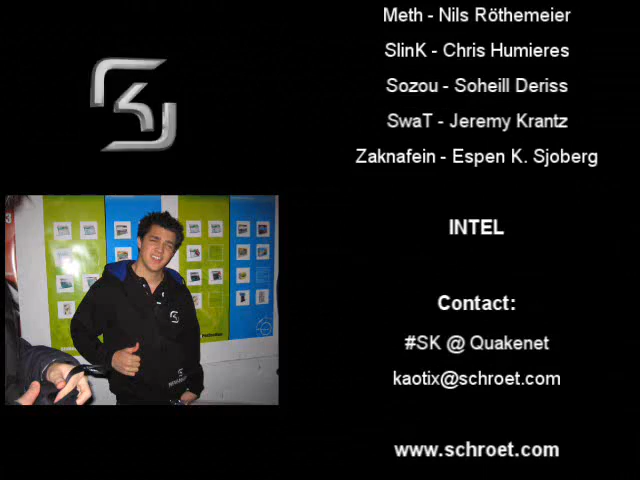 Meth - Nils Röthemeier
SlinK - Chris Humieres
Sozou - Soheill Deriss
SwaT - Jeremy Krantz
Zaknafein - Espen K. Sjoberg
INTEL
Contact:
#SK @ Quakenet
kaotix@schroet.com
www.schroet.com